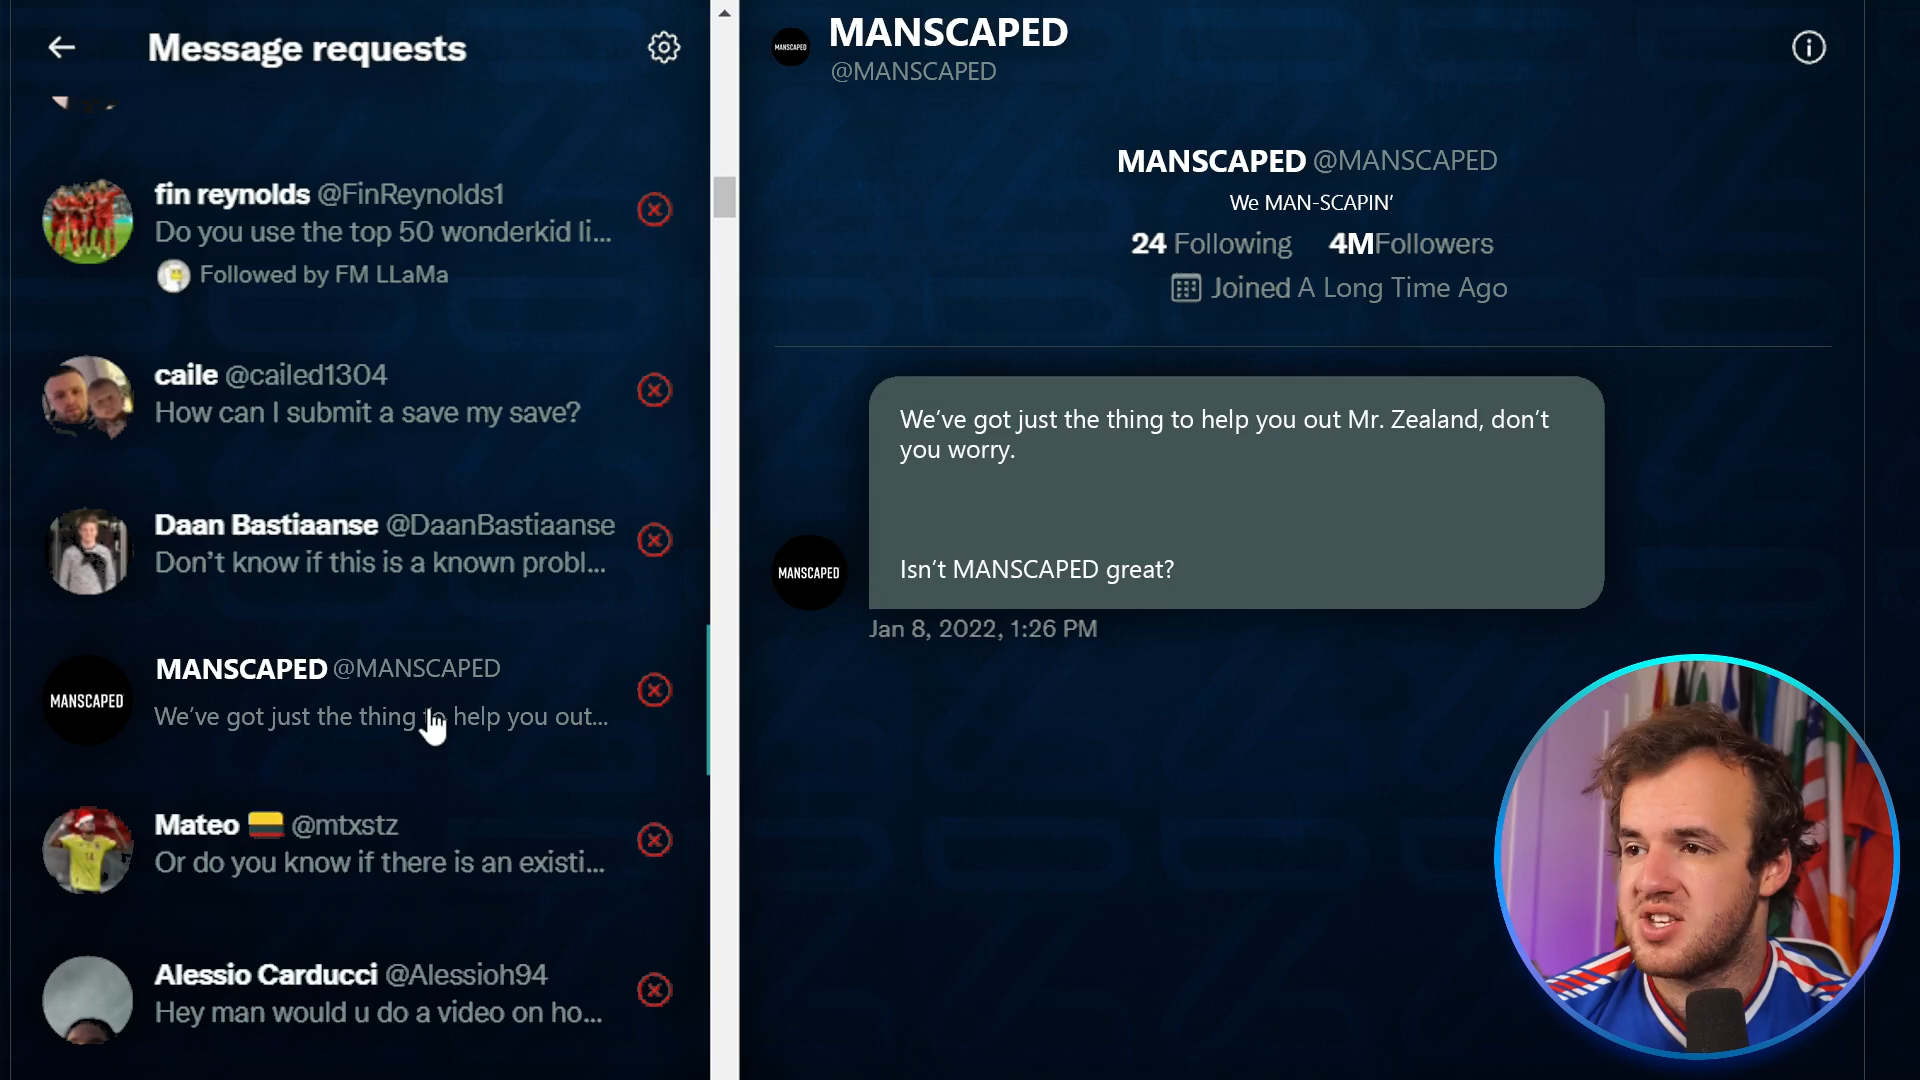 Message requests
fin reynolds @FinReynolds1
Do you use the top 50 wonderkid li...
Followed by FM LLaMa
caile @cailed1304
How can I submit a save my save?
Daan Bastiaanse @DaanBastiaanse
Don't know if this is a known probl...
MANSCAPED @MANSCAPED
MANSCAPED
We've got just the thing to help you out...
Mateo @mtxstz
Or do you know if there is an existi...
Alessio Carducci @Alessioh94
Hey man would u do a video on ho...
MANSCAPED
MANSCAPED
@MANSCAPED
MANSCAPED @MANSCAPED
We MAN-SCAPIN'
24 Following 4MFollowers
Joined A Long Time Ago
We've got just the thing to help you out Mr. Zealand, don't
you worry.
Isn't MANSCAPED great?
MANSCAPED
Jan 8, 2022, 1:26 PM